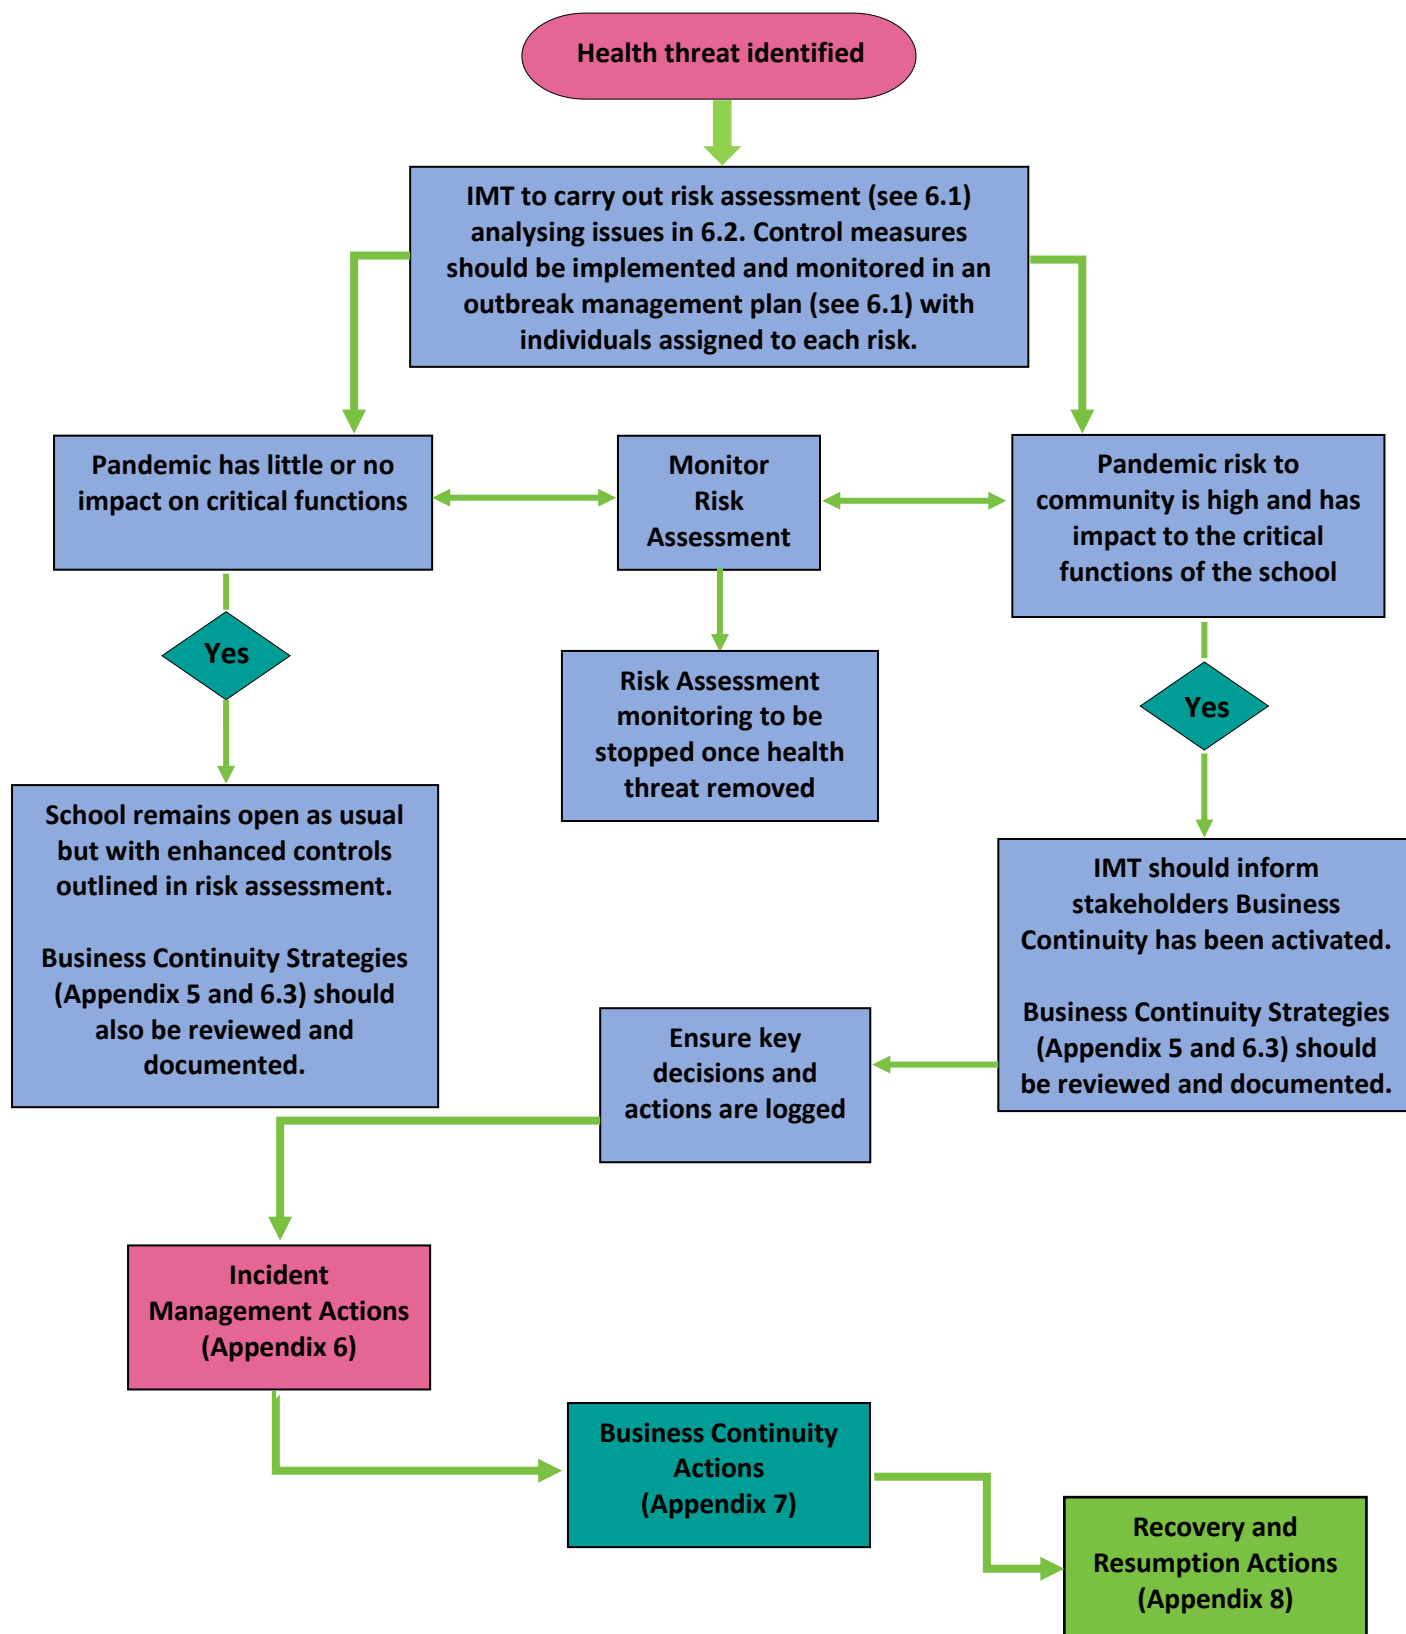 Health threat identified
IMT to carry out risk assessment (see 6.1)
analysing issues in 6.2. Control measures
should be implemented and monitored in an
outbreak management plan (see 6.1) with
individuals assigned to each risk.
Pandemic has little or no
impact on critical functions
Monitor
Risk
Assessment
Pandemic risk to
community is high and has
impact to the critical
functions of the school
Yes
Risk Assessment
monitoring to be
stopped once health
threat removed
Yes
School remains open as usual
but with enhanced controls
outlined in risk assessment.
Business Continuity Strategies
(Appendix 5 and 6.3) should
also be reviewed and
documented.
IMT should inform
stakeholders Business
Continuity has been activated.
Business Continuity Strategies
(Appendix 5 and 6.3) should
be reviewed and documented.
Ensure key
decisions and
actions are logged
Incident
Management Actions
(Appendix 6)
Business Continuity
Actions
(Appendix 7)
Recovery and
Resumption Actions
(Appendix 8)